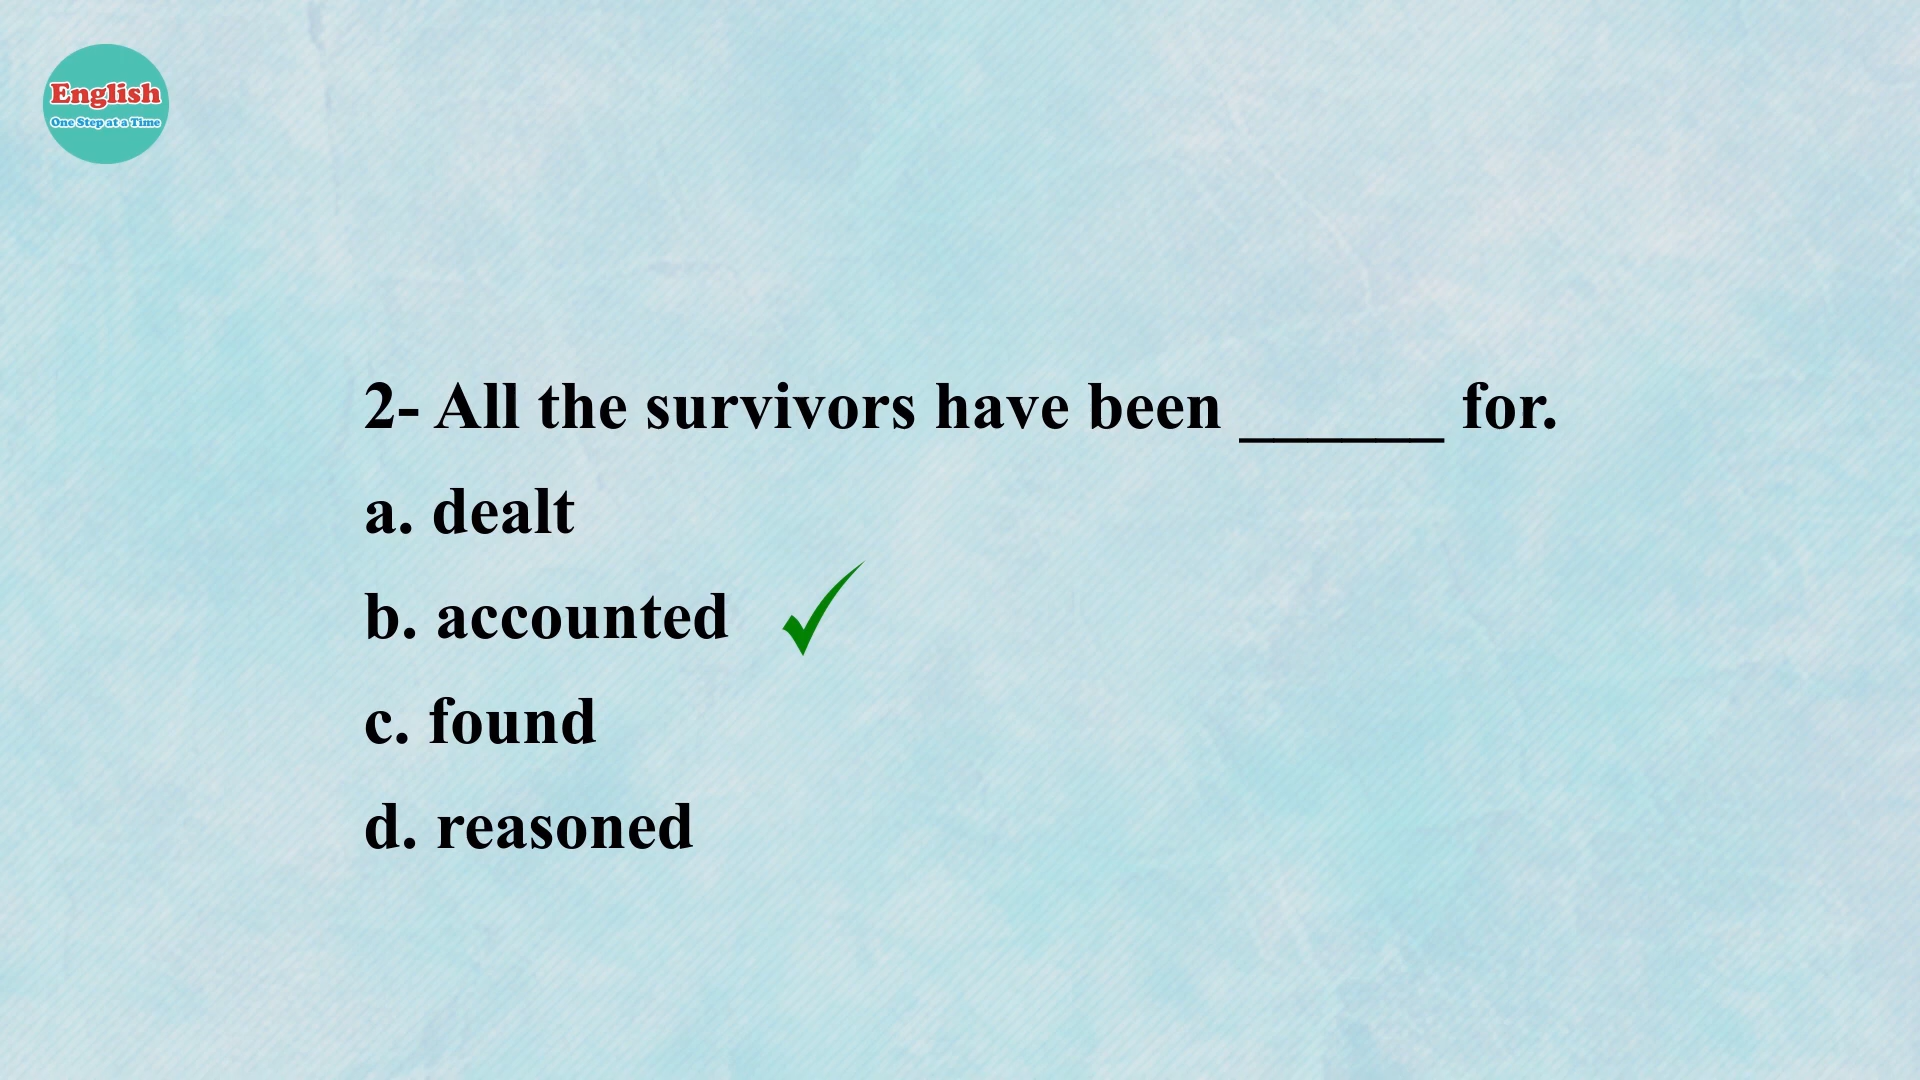 English
One Step at a Time
2- All the survivors have been ______ for.
a. dealt
b. accounted
c. found
d. reasoned